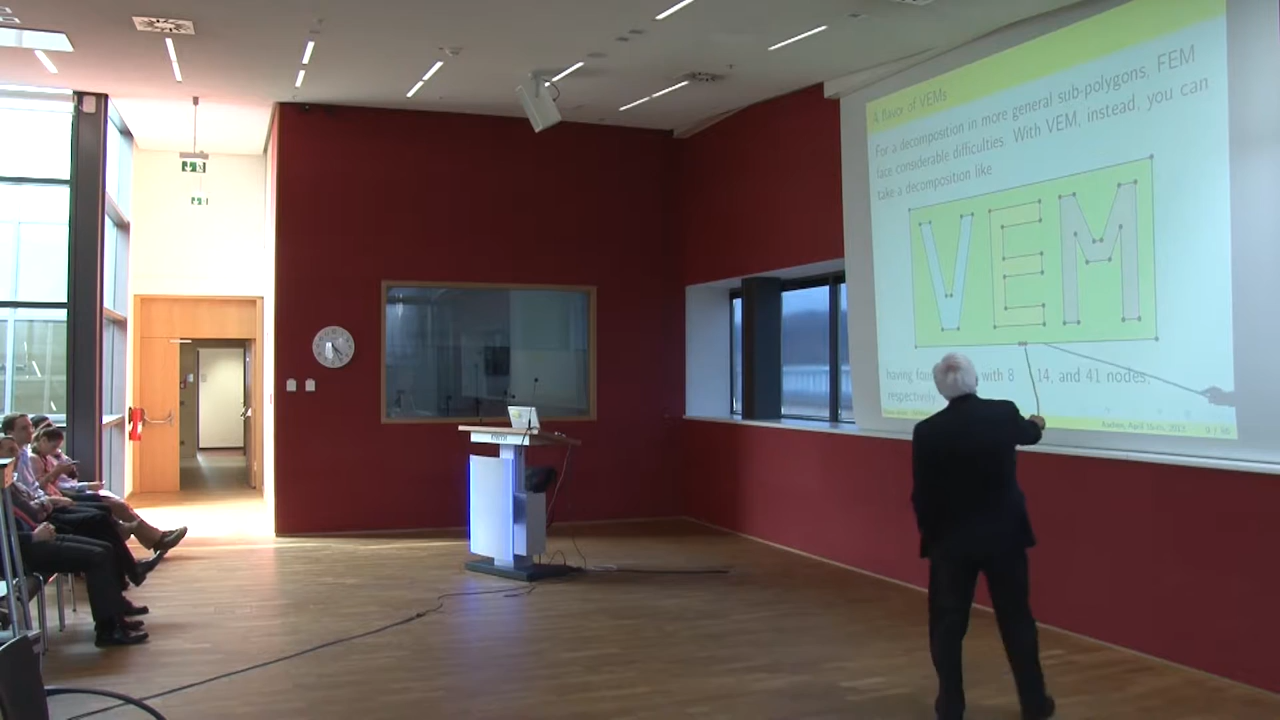 A flavor of VEMs
For a decomposition in more general sub-polygons, FEM
face considerable difficulties. With VEM, instead, you can
take a decomposition like
VEM
having four with 8 14, and 41 nodes.
respectively